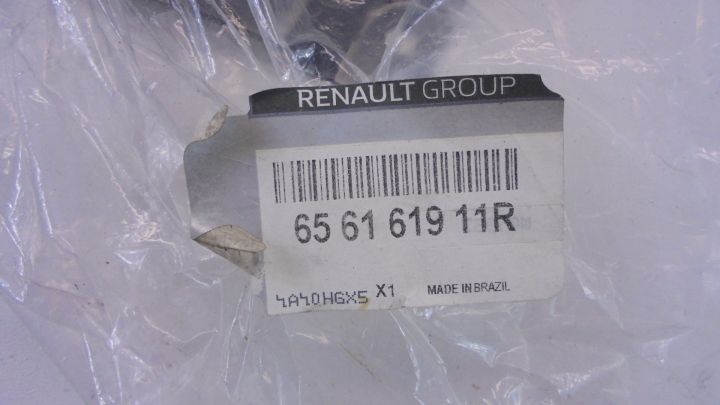 RENAULT GROUP
65 61 619 11R
4A40HGX5 X1 MADE IN BRAZIL